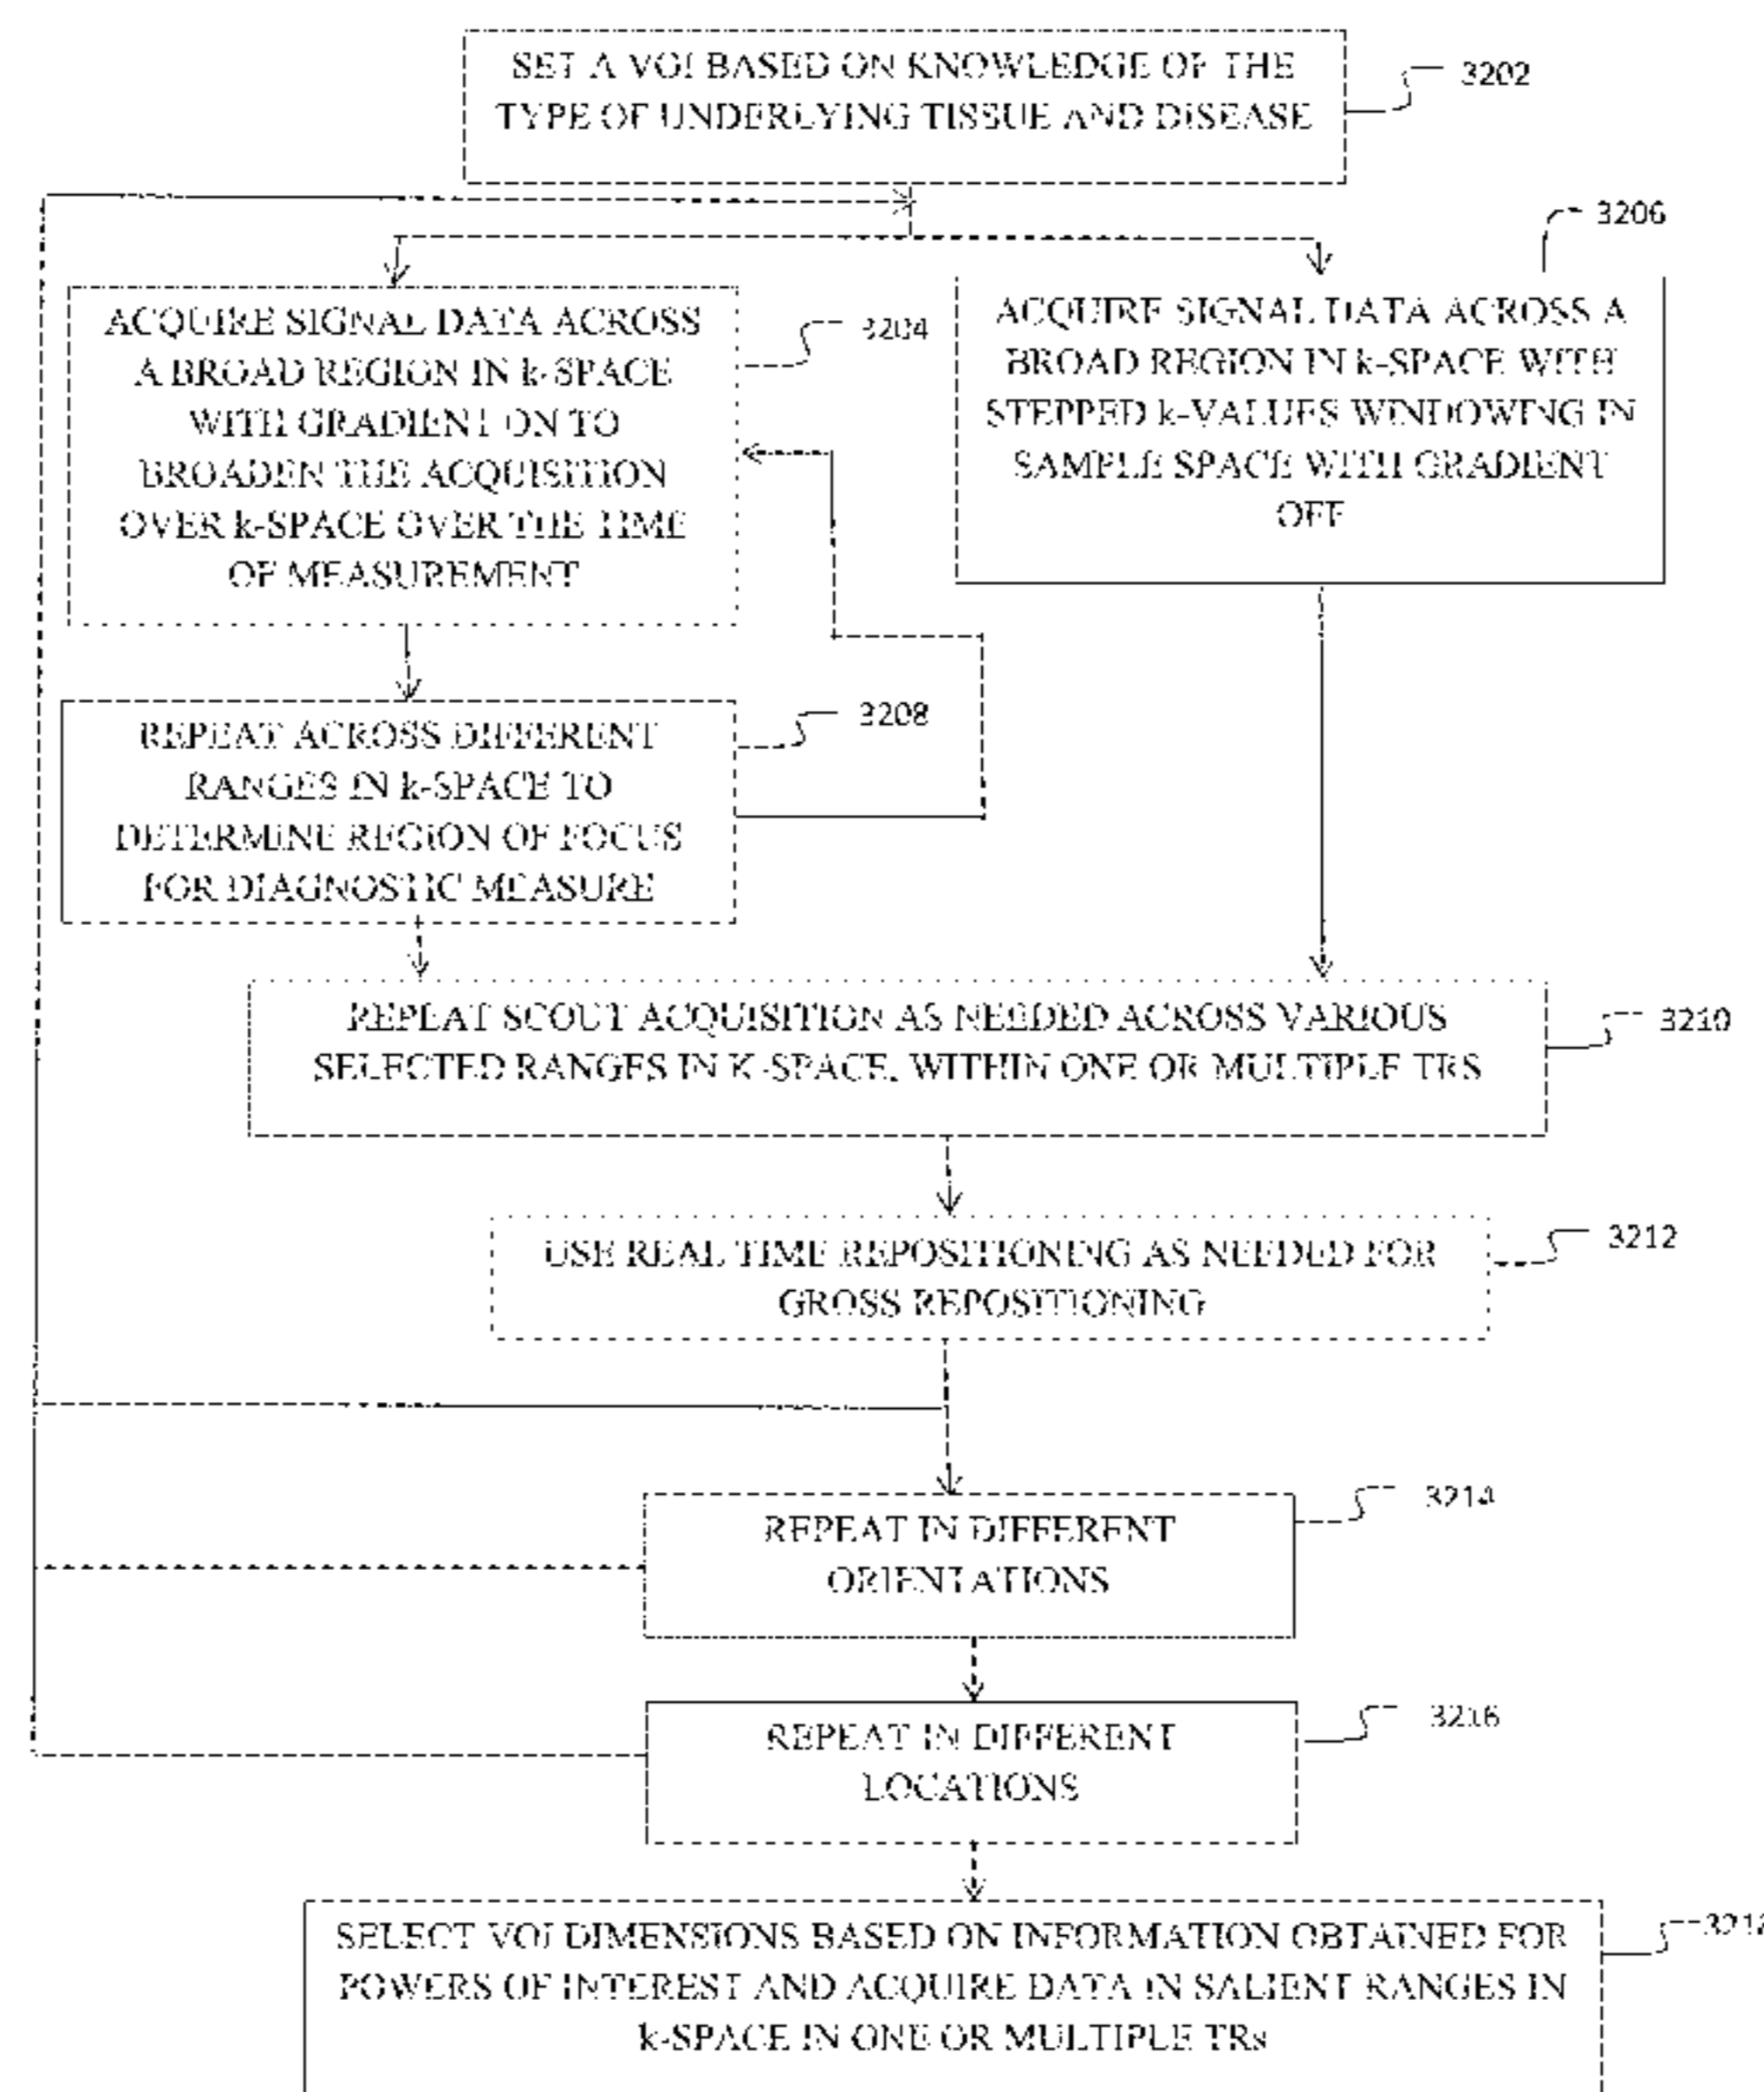 SET A VOI BASED ON KNOWLEDGE OF THE
TYPE OF UNDERLYING TISSUE AND DISEASE
3202
3206
ACQUIRE SIGNAL DATA ACROSS
A BROAD REGION IN k-SPACE
WITH GRADIENT ON TO
BROADEN THE ACQUISITION
OVER k-SPACE OVER THE TIME
OF MEASUREMENT
3204
ACQUIRE SIGNAL DATA ACROSS A
BROAD REGION IN k-SPACE WITH
STEPPED k-VALUES WINDOWING IN
SAMPLE SPACE WITH GRADIENT
OFF
REPEAT ACROSS DIFFERENT
RANGES IN k-SPACE TO
DETERMINE REGION OF FOCUS
FOR DIAGNOSTIC MEASURE
3208
REPEAT SCOUT ACQUISITION AS NEEDED ACROSS VARIOUS
SELECTED RANGES IN K-SPACE, WITHIN ONE OR MULTIPLE TRS
3210
USE REAL TIME REPOSITIONING AS NEEDED FOR
GROSS REPOSITIONING
3212
REPEAT IN DIFFERENT
ORIENTATIONS
3214
REPEAT IN DIFFERENT
LOCATIONS
3216
SELECT VOI DIMENSIONS BASED ON INFORMATION OBTAINED FOR
POWERS OF INTEREST AND ACQUIRE DATA IN SALIENT RANGES IN
k-SPACE IN ONE OR MULTIPLE TRs